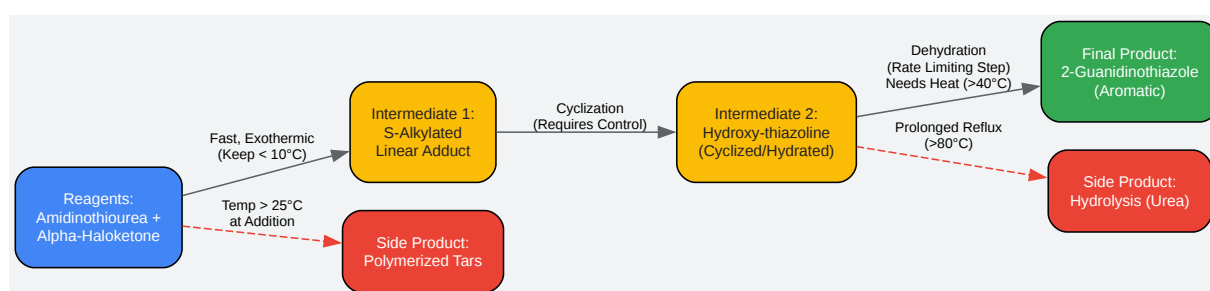 Reagents:
Amidinothiourea +
Alpha-Haloketone
Fast, Exothermic
(Keep < 10°C)
Temp > 25°C
at Addition
Intermediate 1:
S-Alkylated
Linear Adduct
Side Product:
Polymerized Tars
Cyclization
(Requires Control)
Intermediate 2:
Hydroxy-thiazoline
(Cyclized/Hydrated)
Dehydration
(Rate Limiting Step)
Needs Heat (>40°C)
Prolonged Reflux
(>80°C)
Final Product:
2-Guanidinothiazole
(Aromatic)
Side Product:
Hydrolysis (Urea)